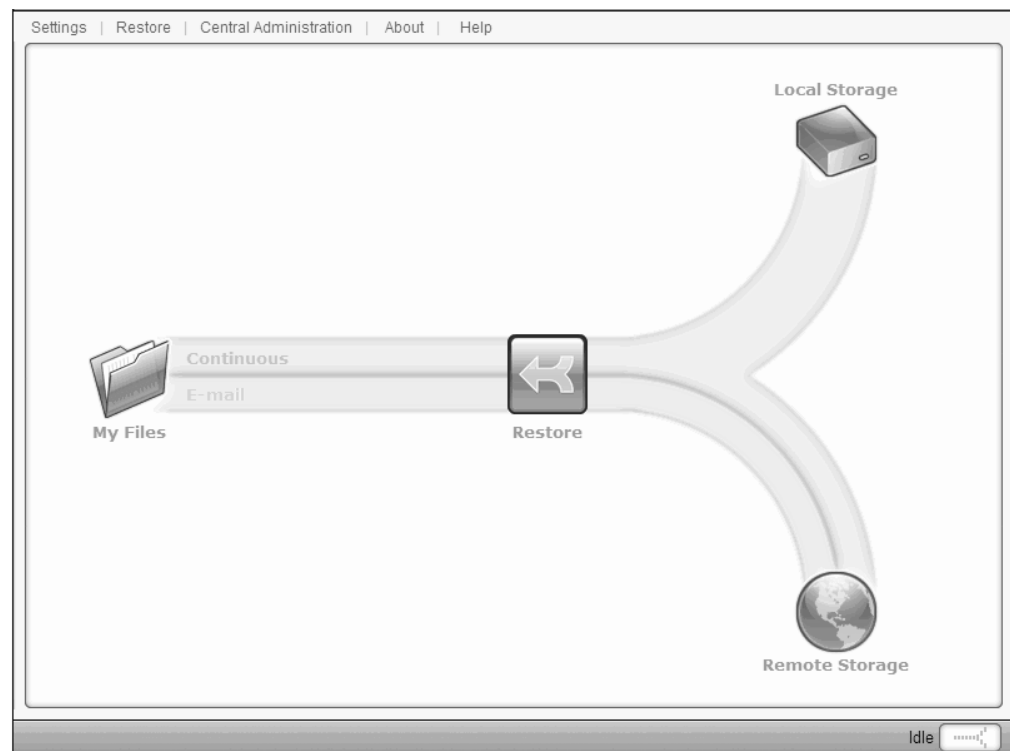 Settings | Restore | Central Administration | About | Help
Local Storage
Continuous
E-mail
My Files
Restore
Remote Storage
Idle